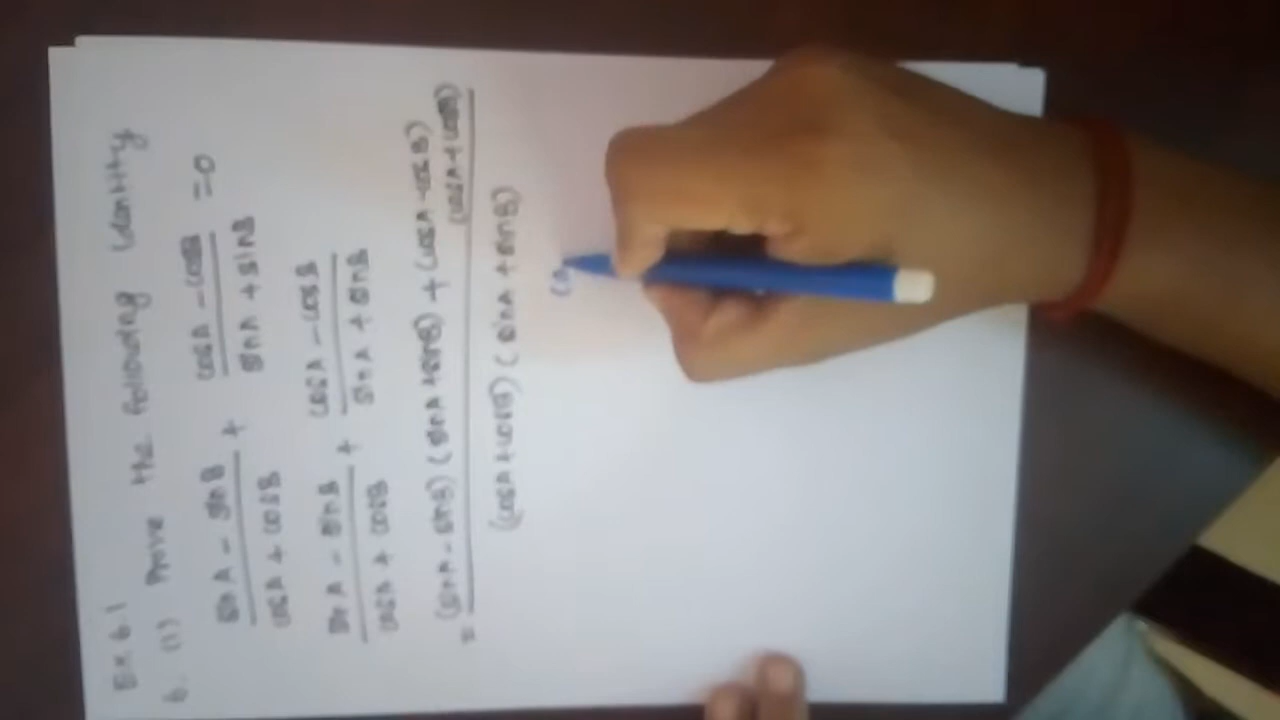 Ex 6.1
6. (i) Prove the following identity
sinA - sinB / cosA + cosB + cosA - cosB / sinA + sinB = 0
sinA - sinB / cosA + cosB + cosA - cosB / sinA + sinB
= (sinA - sinB) (sinA + sinB) + (cosA - cosB) (cosA + cosB)
(cosA + cosB) (sinA + sinB)